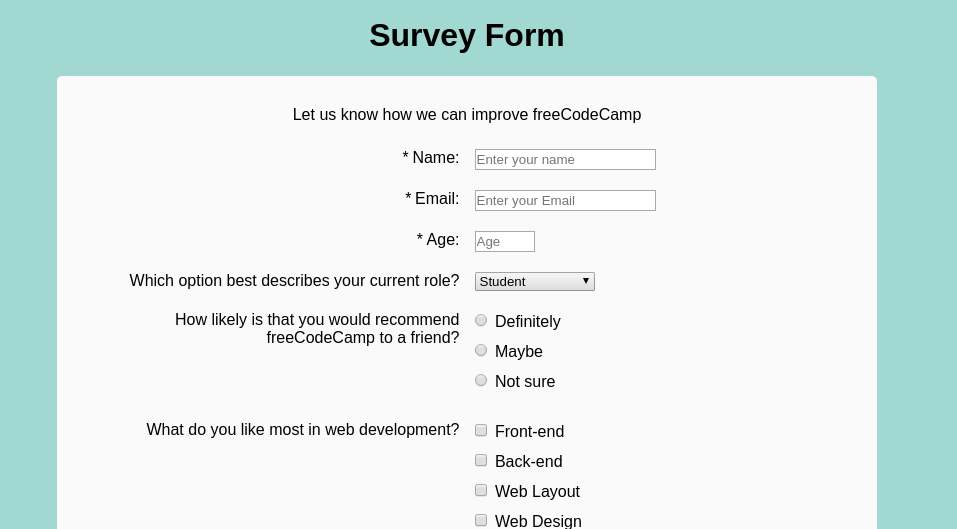 Survey Form
Let us know how we can improve freeCodeCamp
* Name: Enter your name
* Email: Enter your Email
* Age: Age
Which option best describes your current role? Student
How likely is that you would recommend
freeCodeCamp to a friend?
Definitely
Maybe
Not sure
What do you like most in web development?
Front-end
Back-end
Web Layout
Web Design